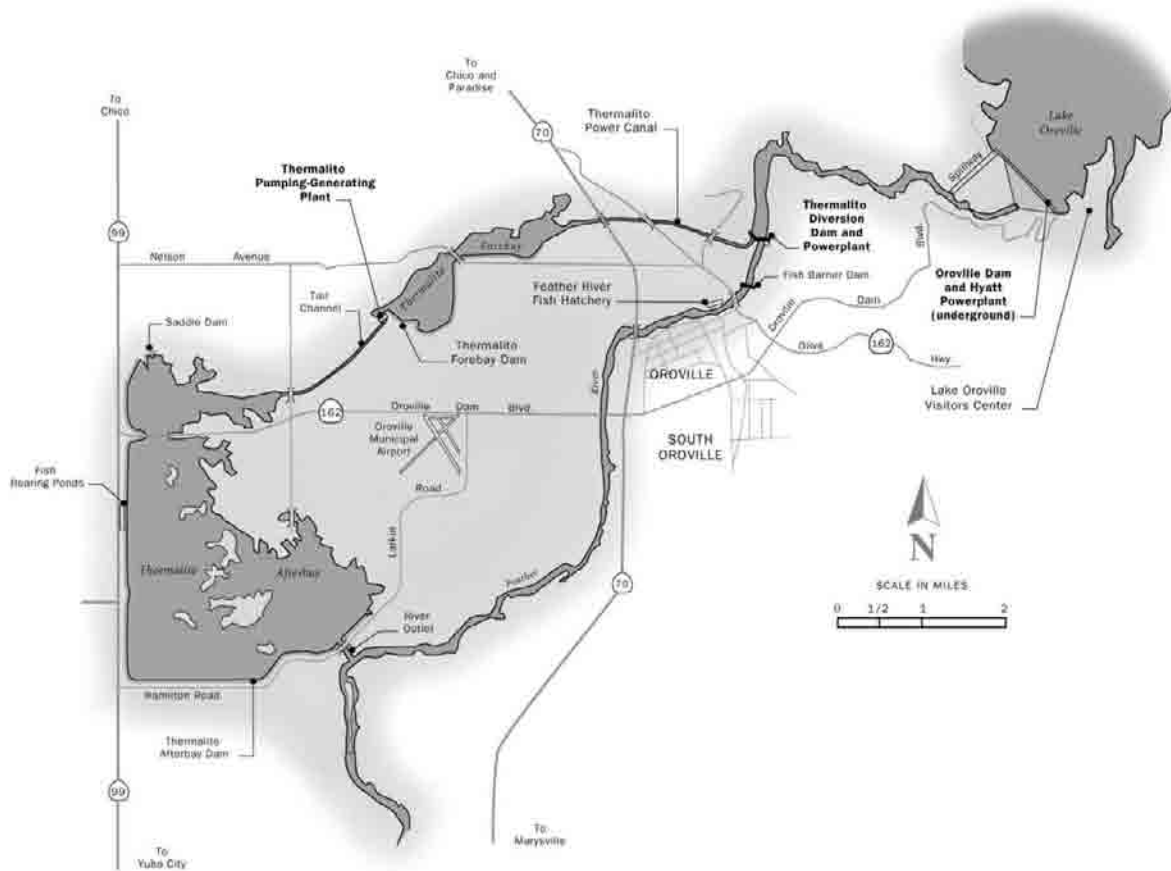 To
Chico and
Paradise
To
Chico
70
Thermalito
Power Canal
Lake
Oroville
Spillway
Thermalito
Pumping-Generating
Plant
99
Nelson Avenue
Forebay
Thermalito
Thermalito
Diversion
Dam and
Powerplant
Fish Barrier Dam
Feather River
Fish Hatchery
Oroville Dam Blvd.
Oroville Dam
and Hyatt
Powerplant
(underground)
Tail
Channel
Saddle Dam
Thermalito
Forebay Dam
Olive
162
Hwy
OROVILLE
Lake Oroville
Visitors Center
162
Oroville Dam Blvd
Oroville
Municipal
Airport
SOUTH
OROVILLE
River
Fish
Rearing Ponds
Road
Larkin
N
SCALE IN MILES
0 1/2 1 2
Thermalito Afterbay
Feather
70
River
Outlet
Hamilton Road
Thermalito
Afterbay Dam
99
To
Marysville
To
Yuba City